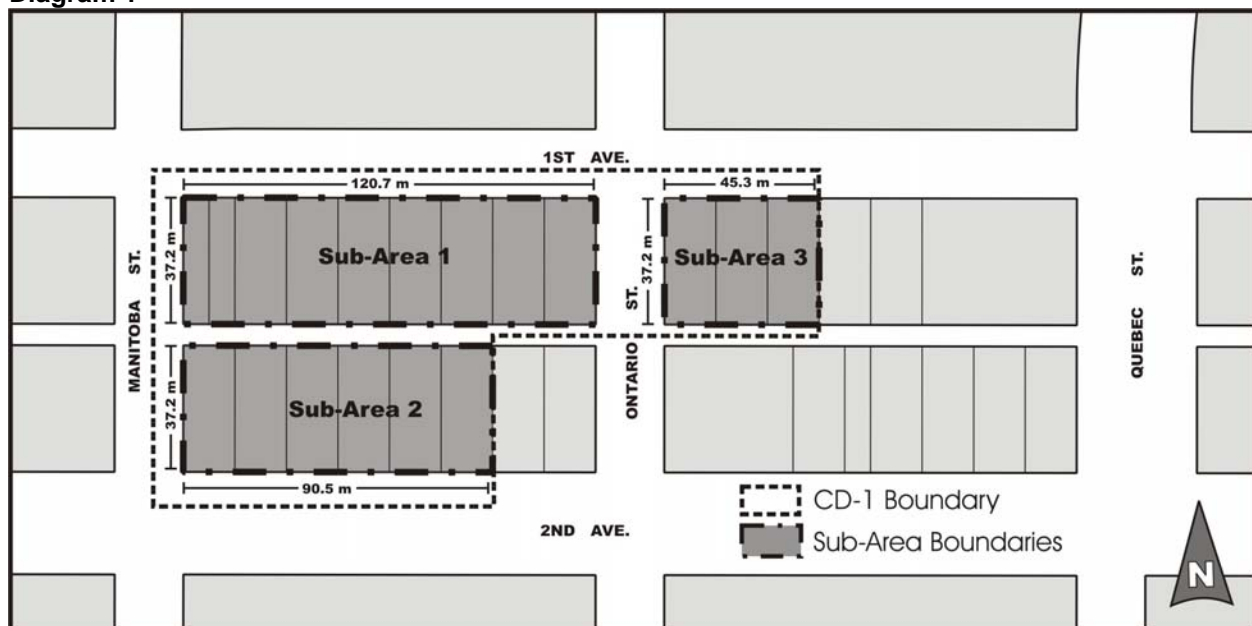 Diagram
1ST AVE.
120.7 m
45.3 m
37.2 m
Sub-Area 1
37.2 m
Sub-Area 3
MANITOBA ST.
ONTARIO ST.
QUEBEC ST.
37.2 m
Sub-Area 2
90.5 m
2ND AVE.
CD-1 Boundary
Sub-Area Boundaries
N